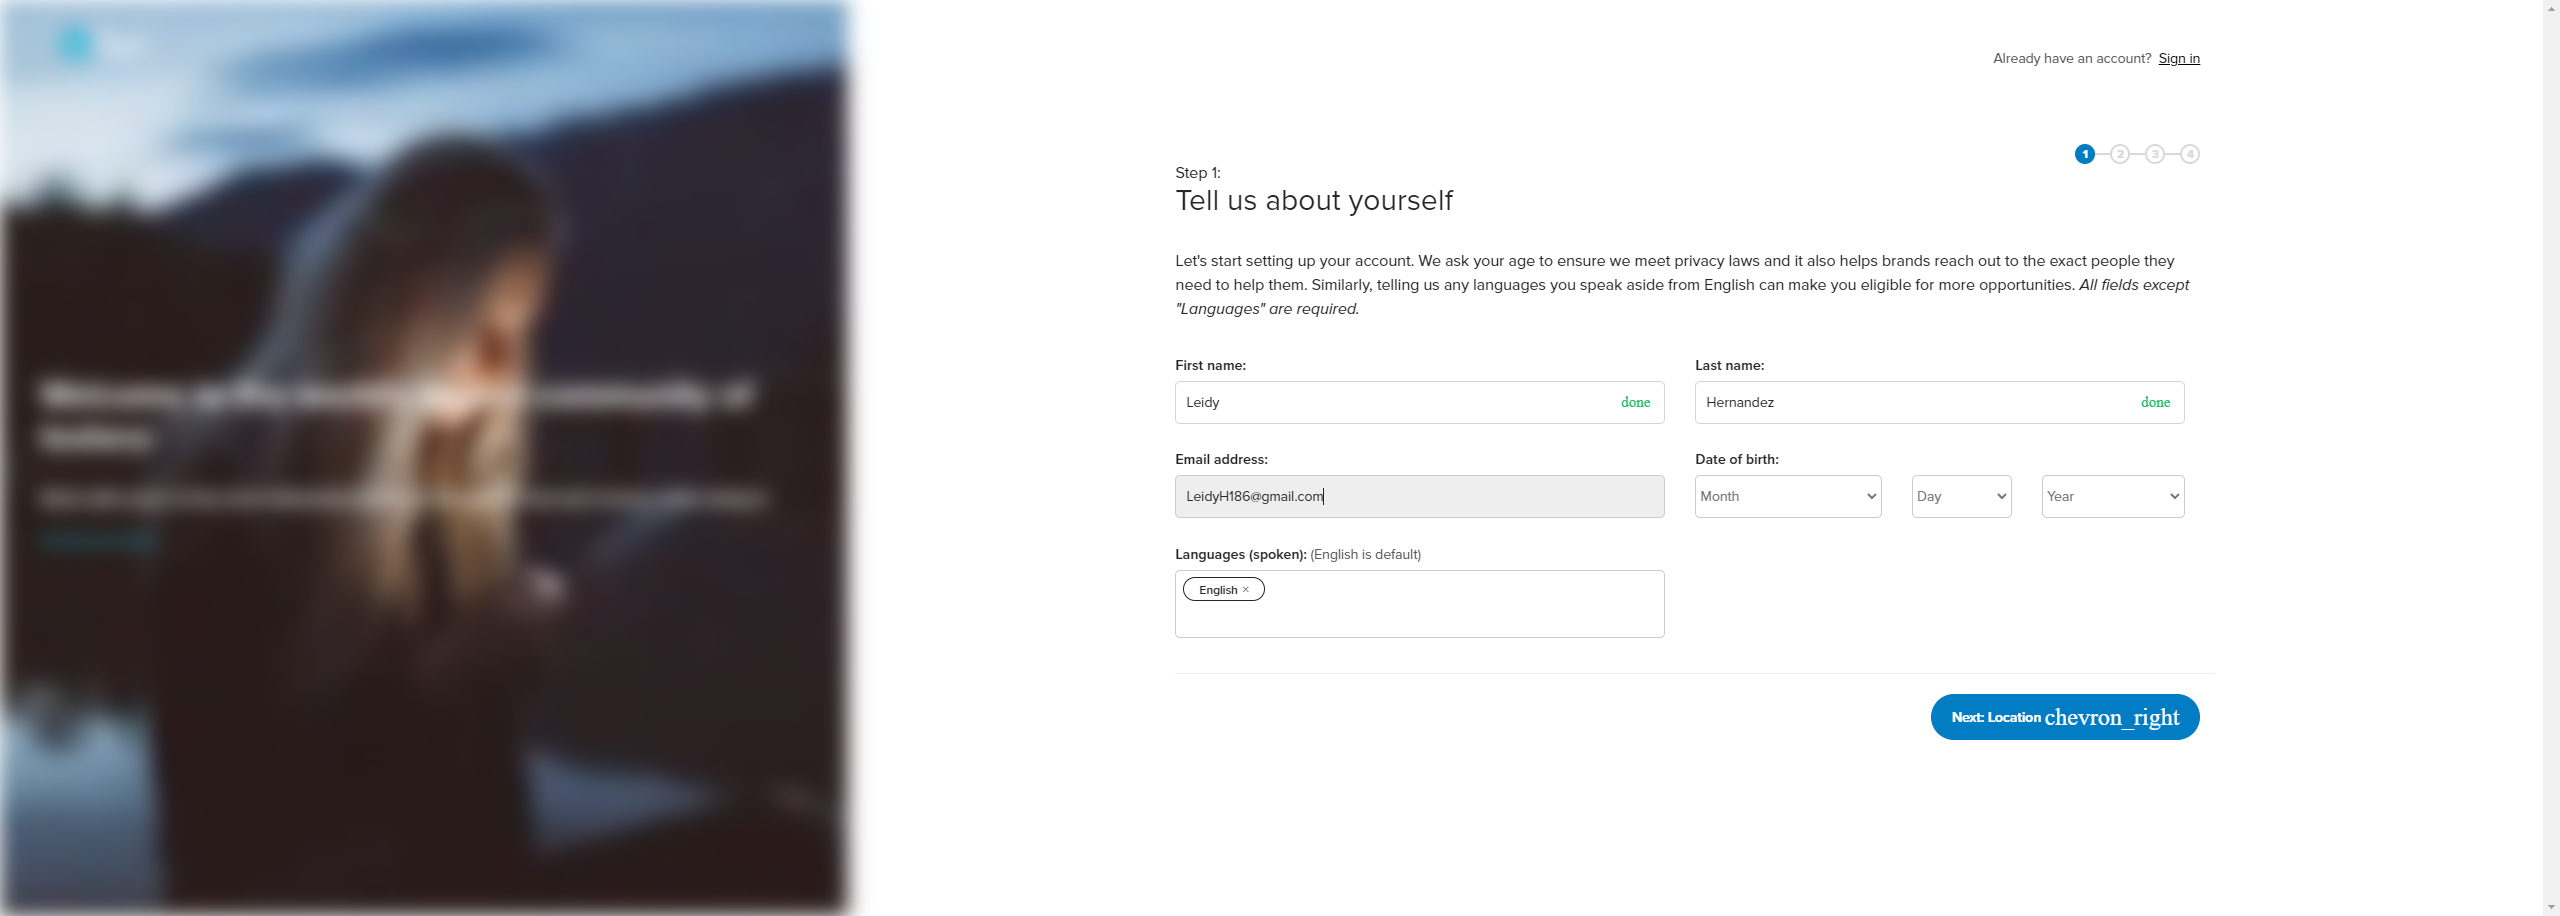 Already have an account? Sign in
1 2 3 4
Step 1:
Tell us about yourself
Let's start setting up your account. We ask your age to ensure we meet privacy laws and it also helps brands reach out to the exact people they
need to help them. Similarly, telling us any languages you speak aside from English can make you eligible for more opportunities. All fields except
"Languages" are required.
First name:
Last name:
Leidy done
Hernandez done
Email address:
Date of birth:
LeidyH186@gmail.com
Month Day Year
Languages (spoken): (English is default)
English ×
Next: Location chevron_right